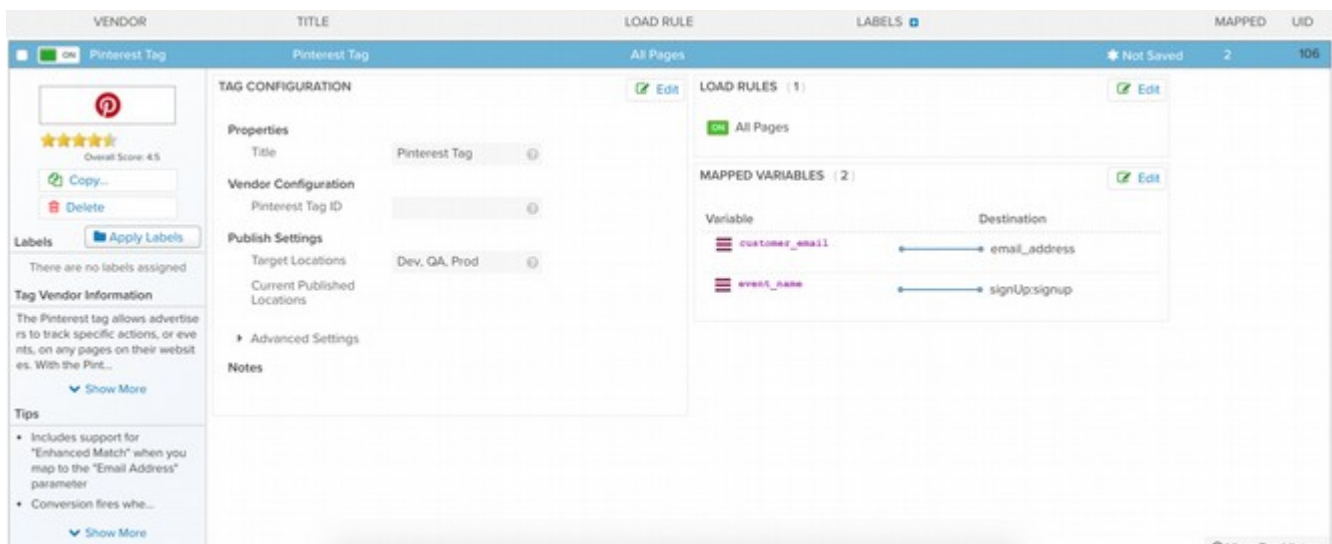 VENDOR TITLE LOAD RULE LABELS MAPPED UID
ON Pinterest Tag Pinterest Tag All Pages Not Saved 2 106
Overall Score: 4.5
Copy...
Delete
Labels Apply Labels
There are no labels assigned
Tag Vendor Information
The Pinterest tag allows advertise
rs to track specific actions, or eve
nts, on any pages on their websit
es. With the Pint...
Show More
Tips
• Includes support for
"Enhanced Match" when you
map to the "Email Address"
parameter
• Conversion fires whe...
Show More
TAG CONFIGURATION Edit
Properties
Title Pinterest Tag
Vendor Configuration
Pinterest Tag ID
Publish Settings
Target Locations Dev, QA, Prod
Current Published
Locations
Advanced Settings
Notes
LOAD RULES (1) Edit
ON All Pages
MAPPED VARIABLES (2) Edit
Variable Destination
customer_email email_address
event_name signUp:signup